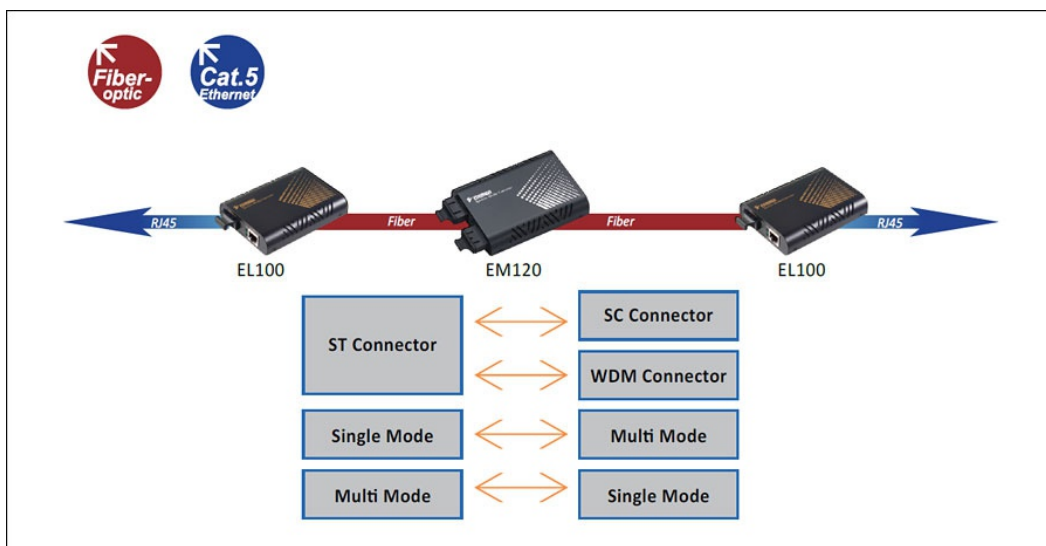 Fiber-
optic
Cat.5
Ethernet
RJ45
Fiber
Fiber
RJ45
EL100
EM120
EL100
ST Connector
SC Connector
WDM Connector
Single Mode
Multi Mode
Multi Mode
Single Mode